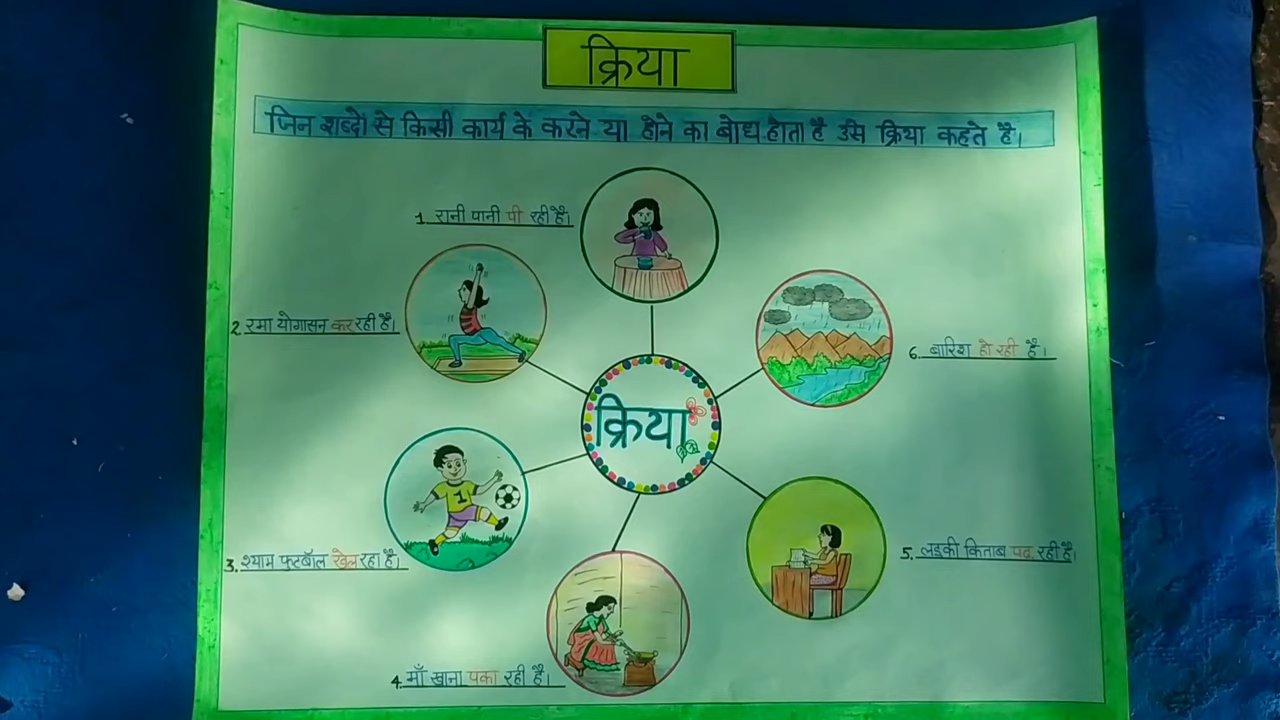 क्रिया
जिन शब्दों से किसी कार्य के करने या होने का बोध होता है उसे क्रिया कहते है।
1. रानी पानी पी रही है।
2. रमा योगासन कर रही है।
3. श्याम फुटबॉल खेल रहा है।
4. माँ खाना पका रही है।
5. लड़की किताब पढ़ रही है।
6. बारिश हो रही है।
क्रिया
1